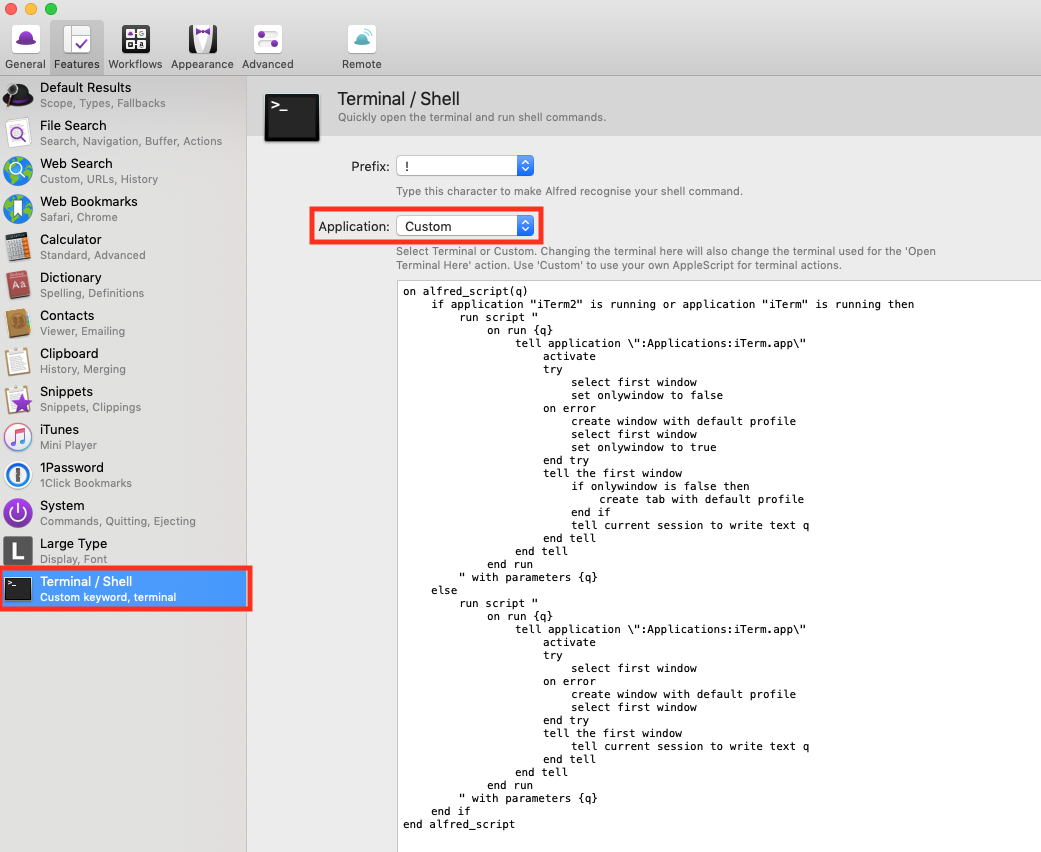 General
Features
Workflows
Appearance
Advanced
Remote
Default Results
Scope, Types, Fallbacks
File Search
Search, Navigation, Buffer, Actions
Web Search
Custom, URLs, History
Web Bookmarks
Safari, Chrome
Calculator
Standard, Advanced
Aa
Dictionary
Spelling, Definitions
Contacts
Viewer, Emailing
Clipboard
History, Merging
Snippets
Snippets, Clippings
iTunes
Mini Player
1Password
1Click Bookmarks
System
Commands, Quitting, Ejecting
L
Large Type
Display, Font
>_
Terminal / Shell
Custom keyword, terminal
>_
Terminal / Shell
Quickly open the terminal and run shell commands.
Prefix: !
Type this character to make Alfred recognise your shell command.
Application: Custom
Select Terminal or Custom. Changing the terminal here will also change the terminal used for the 'Open
Terminal Here' action. Use 'Custom' to use your own AppleScript for terminal actions.
on alfred_script(q)
if application "iTerm2" is running or application "iTerm" is running then
run script "
on run {q}
tell application \":Applications:iTerm.app\"
activate
try
select first window
set onlywindow to false
on error
create window with default profile
select first window
set onlywindow to true
end try
tell the first window
if onlywindow is false then
create tab with default profile
end if
tell current session to write text q
end tell
end tell
end run
" with parameters {q}
else
run script "
on run {q}
tell application \":Applications:iTerm.app\"
activate
try
select first window
on error
create window with default profile
select first window
end try
tell the first window
tell current session to write text q
end tell
end tell
end run
" with parameters {q}
end if
end alfred_script